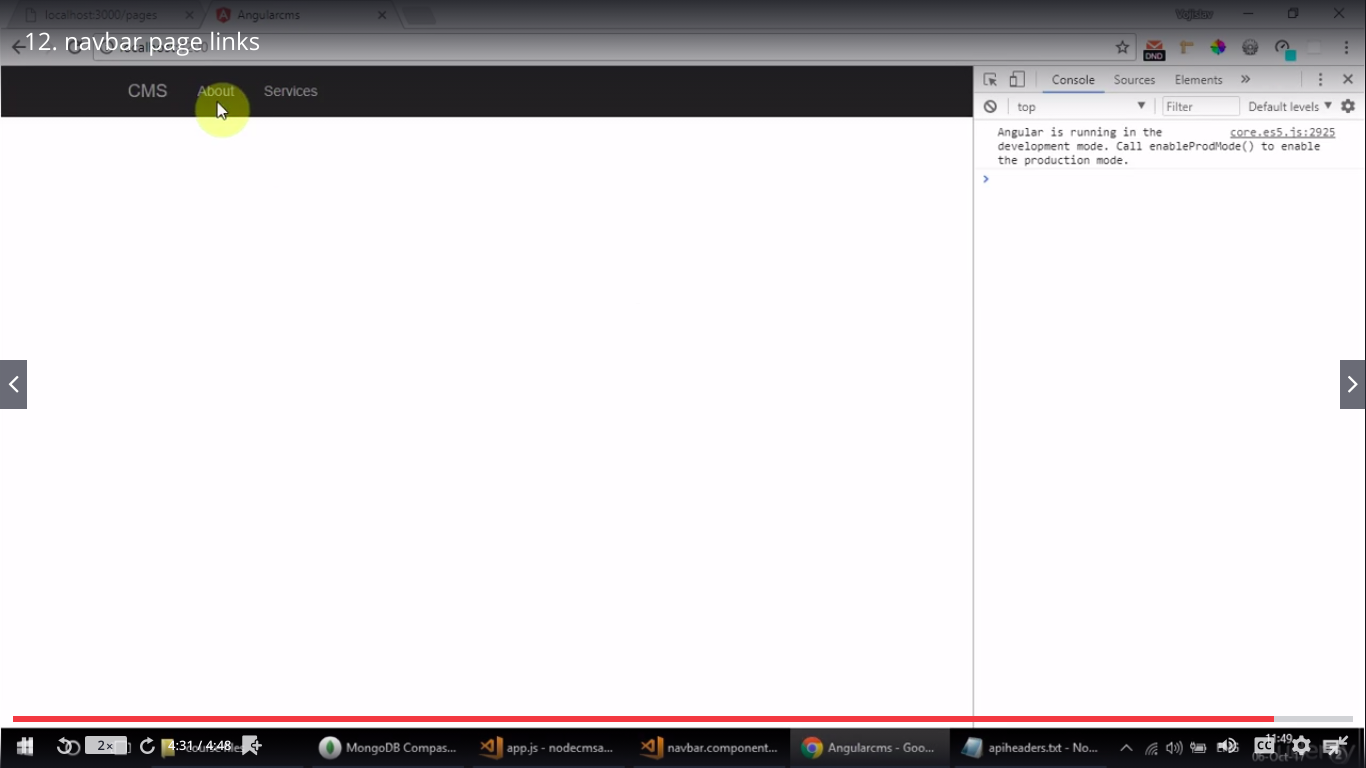 localhost:3000/pages
Angularcms
Vojislav
12. navbar page links
DND
CMS About Services
Console Sources Elements »
top Filter Default levels
Angular is running in the core.es5.js:2925
development mode. Call enableProdMode() to enable
the production mode.
2× 4:31 / 4:48
MongoDB Compas...
app.js - nodecmsa...
navbar.component...
Angularcms - Goo...
apiheaders.txt - No...
CC
11:49
06-Oct-17